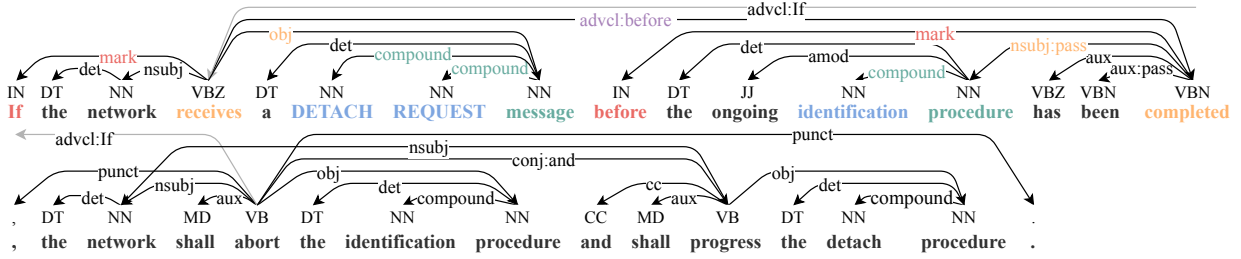 advcl:If
advcl:before
obj mark
mark det compound det amod nsubj:pass
det nsubj compound compound aux aux:pass
IN DT NN VBZ DT NN NN NN IN DT JJ NN NN VBZ VBN VBN
If the network receives a DETACH REQUEST message before the ongoing identification procedure has been completed
advcl:If punct
nsubj
conj:and
punct nsubj obj det cc obj det
det aux compound aux compound
, DT NN MD VB DT NN NN CC MD VB DT NN NN .
, the network shall abort the identification procedure and shall progress the detach procedure .